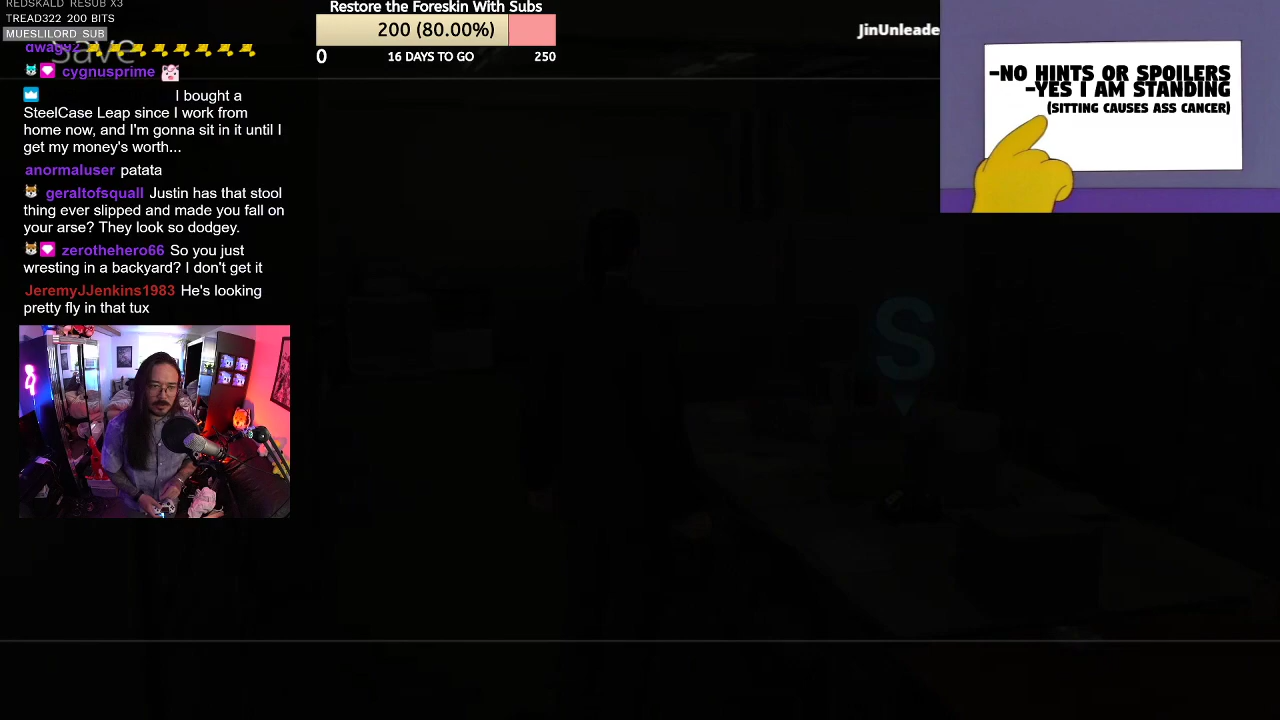 REDSKALD RESUB X3
TREAD322 200 BITS
MUESLILORD SUB
Save
dwag92
cygnusprime
I bought a
SteelCase Leap since I work from
home now, and I'm gonna sit in it until I
get my money's worth...
anormaluser patata
geraltofsquall Justin has that stool
thing ever slipped and made you fall on
your arse? They look so dodgey.
zerothehero66 So you just
wresting in a backyard? I don't get it
JeremyJJenkins1983 He's looking
pretty fly in that tux
Restore the Foreskin With Subs
200 (80.00%)
0 16 DAYS TO GO 250
JinUnleade
-NO HINTS OR SPOILERS
-YES I AM STANDING
(SITTING CAUSES ASS CANCER)
S